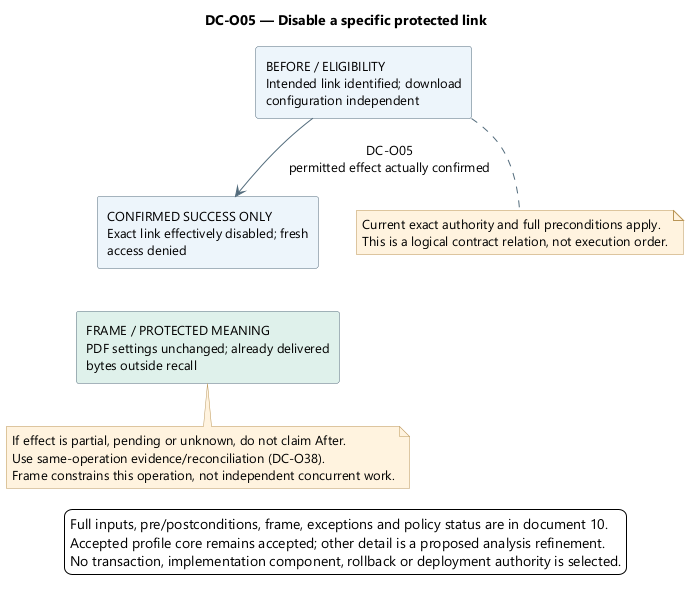 DC-O05 — Disable a specific protected link
BEFORE / ELIGIBILITY
Intended link identified; download
configuration independent
DC-O05
permitted effect actually confirmed
CONFIRMED SUCCESS ONLY
Exact link effectively disabled; fresh
access denied
Current exact authority and full preconditions apply.
This is a logical contract relation, not execution order.
FRAME / PROTECTED MEANING
PDF settings unchanged; already delivered
bytes outside recall
If effect is partial, pending or unknown, do not claim After.
Use same-operation evidence/reconciliation (DC-O38).
Frame constrains this operation, not independent concurrent work.
Full inputs, pre/postconditions, frame, exceptions and policy status are in document 10.
Accepted profile core remains accepted; other detail is a proposed analysis refinement.
No transaction, implementation component, rollback or deployment authority is selected.